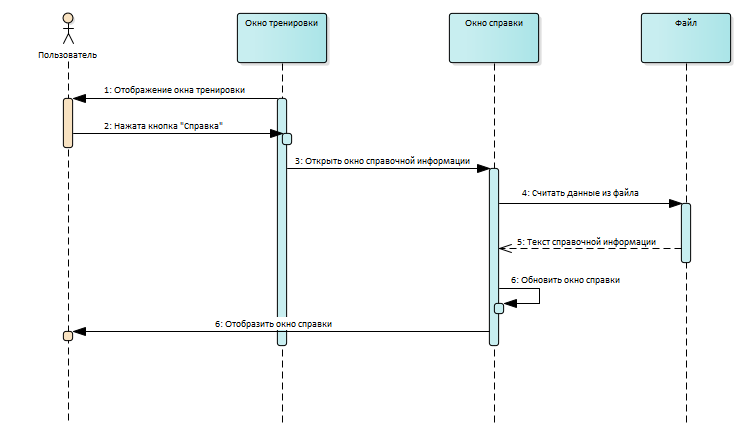 Окно тренировки
Окно справки
Файл
Пользователь
1: Отображение окна тренировки
2: Нажата кнопка "Справка"
3: Открыть окно справочной информации
4: Считать данные из файла
5: Текст справочной информации
6: Обновить окно справки
6: Отобразить окно справки